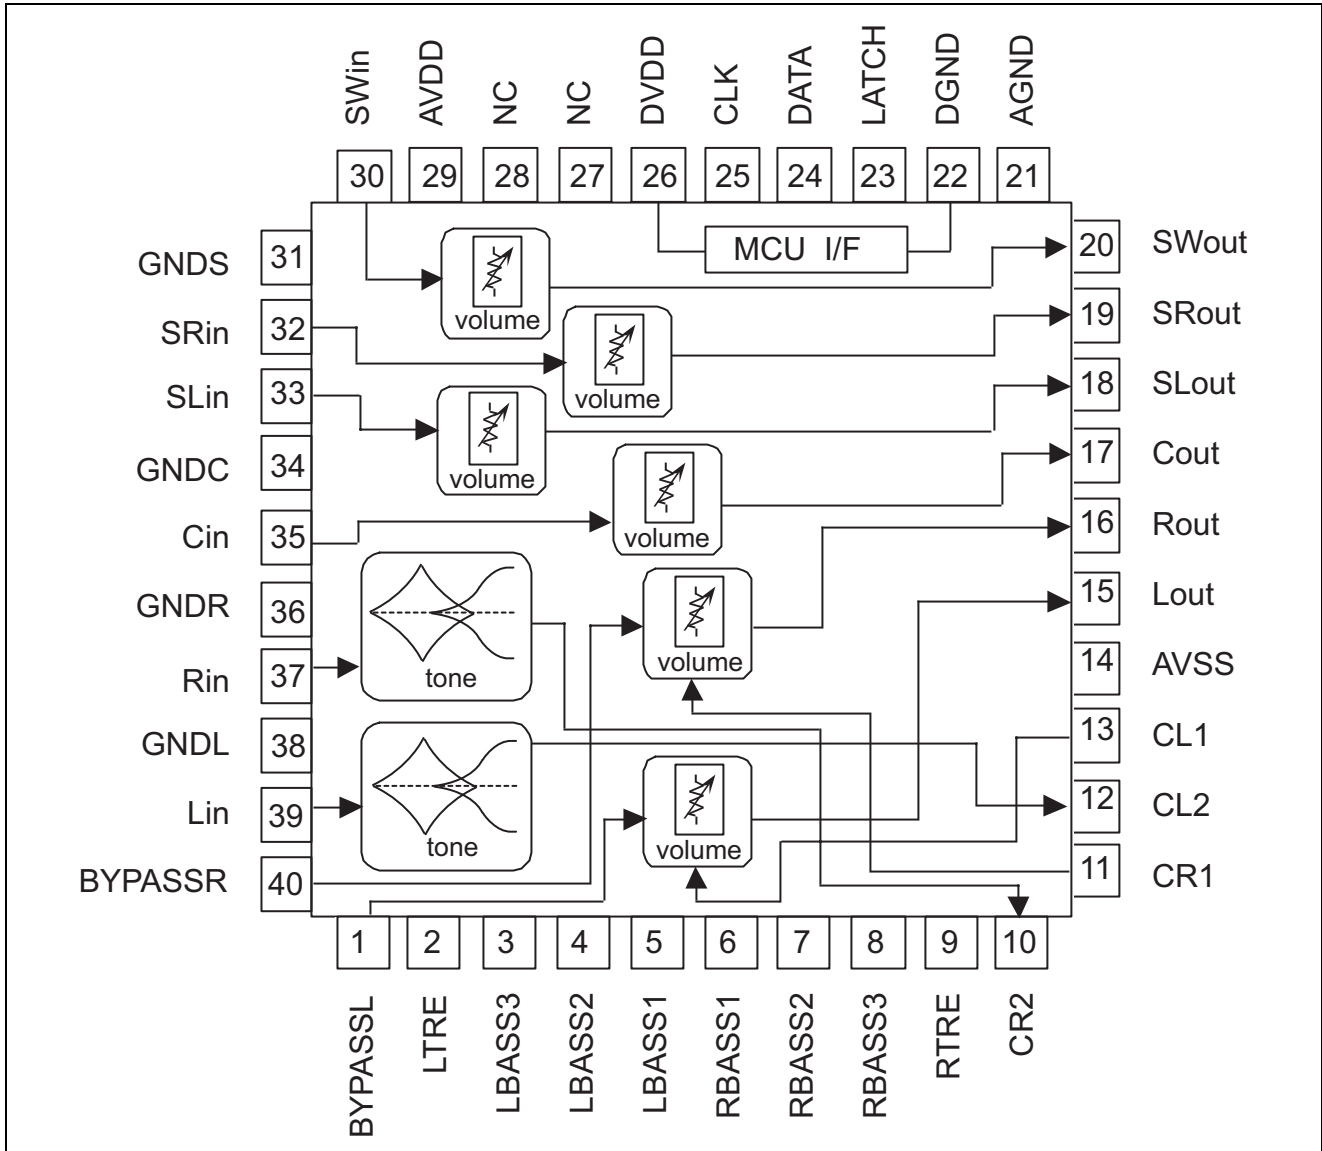 SWin
AVDD
NC
NC
DVDD
CLK
DATA
LATCH
DGND
AGND
30 29 28 27 26 25 24 23 22 21
GNDS 31
SRin 32
SLin 33
GNDC 34
Cin 35
GNDR 36
Rin 37
GNDL 38
Lin 39
BYPASSR 40
MCU I/F
volume
volume
volume
volume
tone
volume
tone
volume
20 SWout
19 SRout
18 SLout
17 Cout
16 Rout
15 Lout
14 AVSS
13 CL1
12 CL2
11 CR1
1 2 3 4 5 6 7 8 9 10
BYPASSL
LTRE
LBASS3
LBASS2
LBASS1
RBASS1
RBASS2
RBASS3
RTRE
CR2